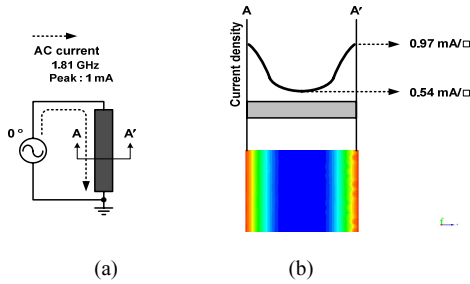 AC current
1.81 GHz
Peak : 1 mA
0 °
A
A′
(a)
A
A′
Current density
0.97 mA/□
0.54 mA/□
(b)